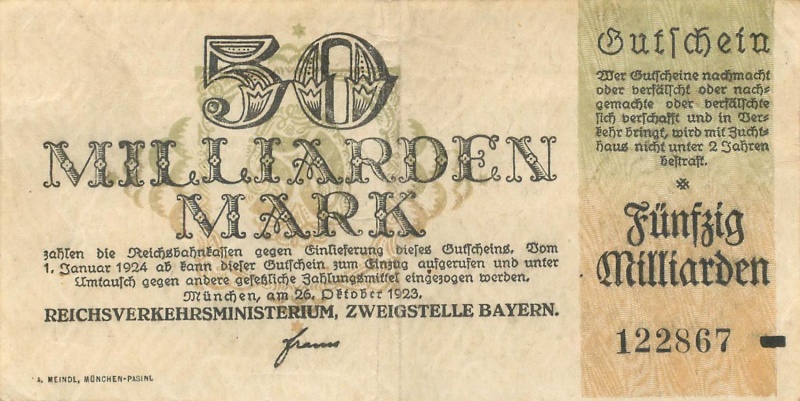 50
MILLIARDEN
MARK
zahlen die Reichsbahnkassen gegen Einlieferung dieses Gutscheins. Vom
1. Januar 1924 ab kann dieser Gutschein zum Einzug aufgerufen und unter
Umtausch gegen andere gesetzliche Zahlungsmittel eingezogen werden.
München, am 26. Oktober 1923.
REICHSVERKEHRSMINISTERIUM, ZWEIGSTELLE BAYERN.
A. MEINDL, MÜNCHEN-PASING
Gutschein
Wer Gutscheine nachmacht
oder verfälscht oder nach-
gemachte oder verfälschte
sich verschafft und in Ver-
kehr bringt, wird mit Zucht-
haus nicht unter 2 Jahren
bestraft.
Fünfzig
Milliarden
122867